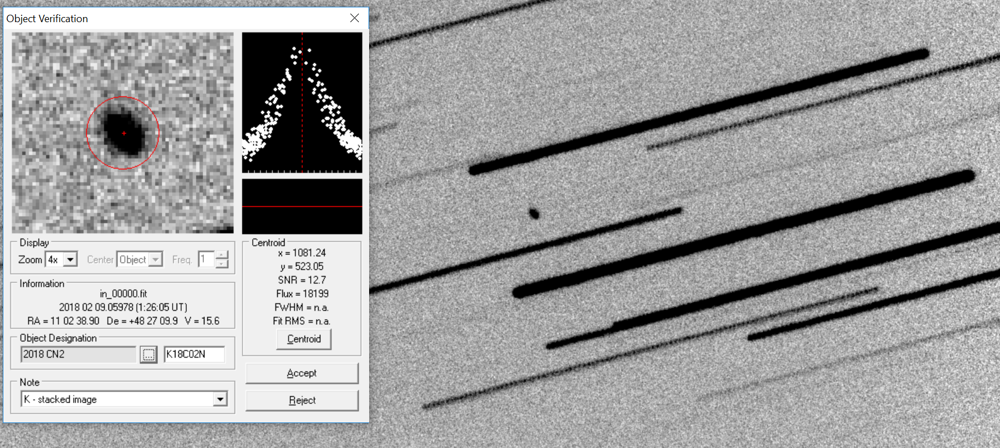 Object Verification
Display
Zoom 4x Center Object Freq. 1
Information
in_00000.fit
2018 02 09.05978 (1:26:05 UT)
RA = 11 02 38.90 De = +48 27 09.9 V = 15.6
Object Designation
2018 CN2 ... K18C02N
Note
K - stacked image
Centroid
x = 1081.24
y = 523.05
SNR = 12.7
Flux = 18199
FWHM = n.a.
Fit RMS = n.a.
Centroid
Accept
Reject